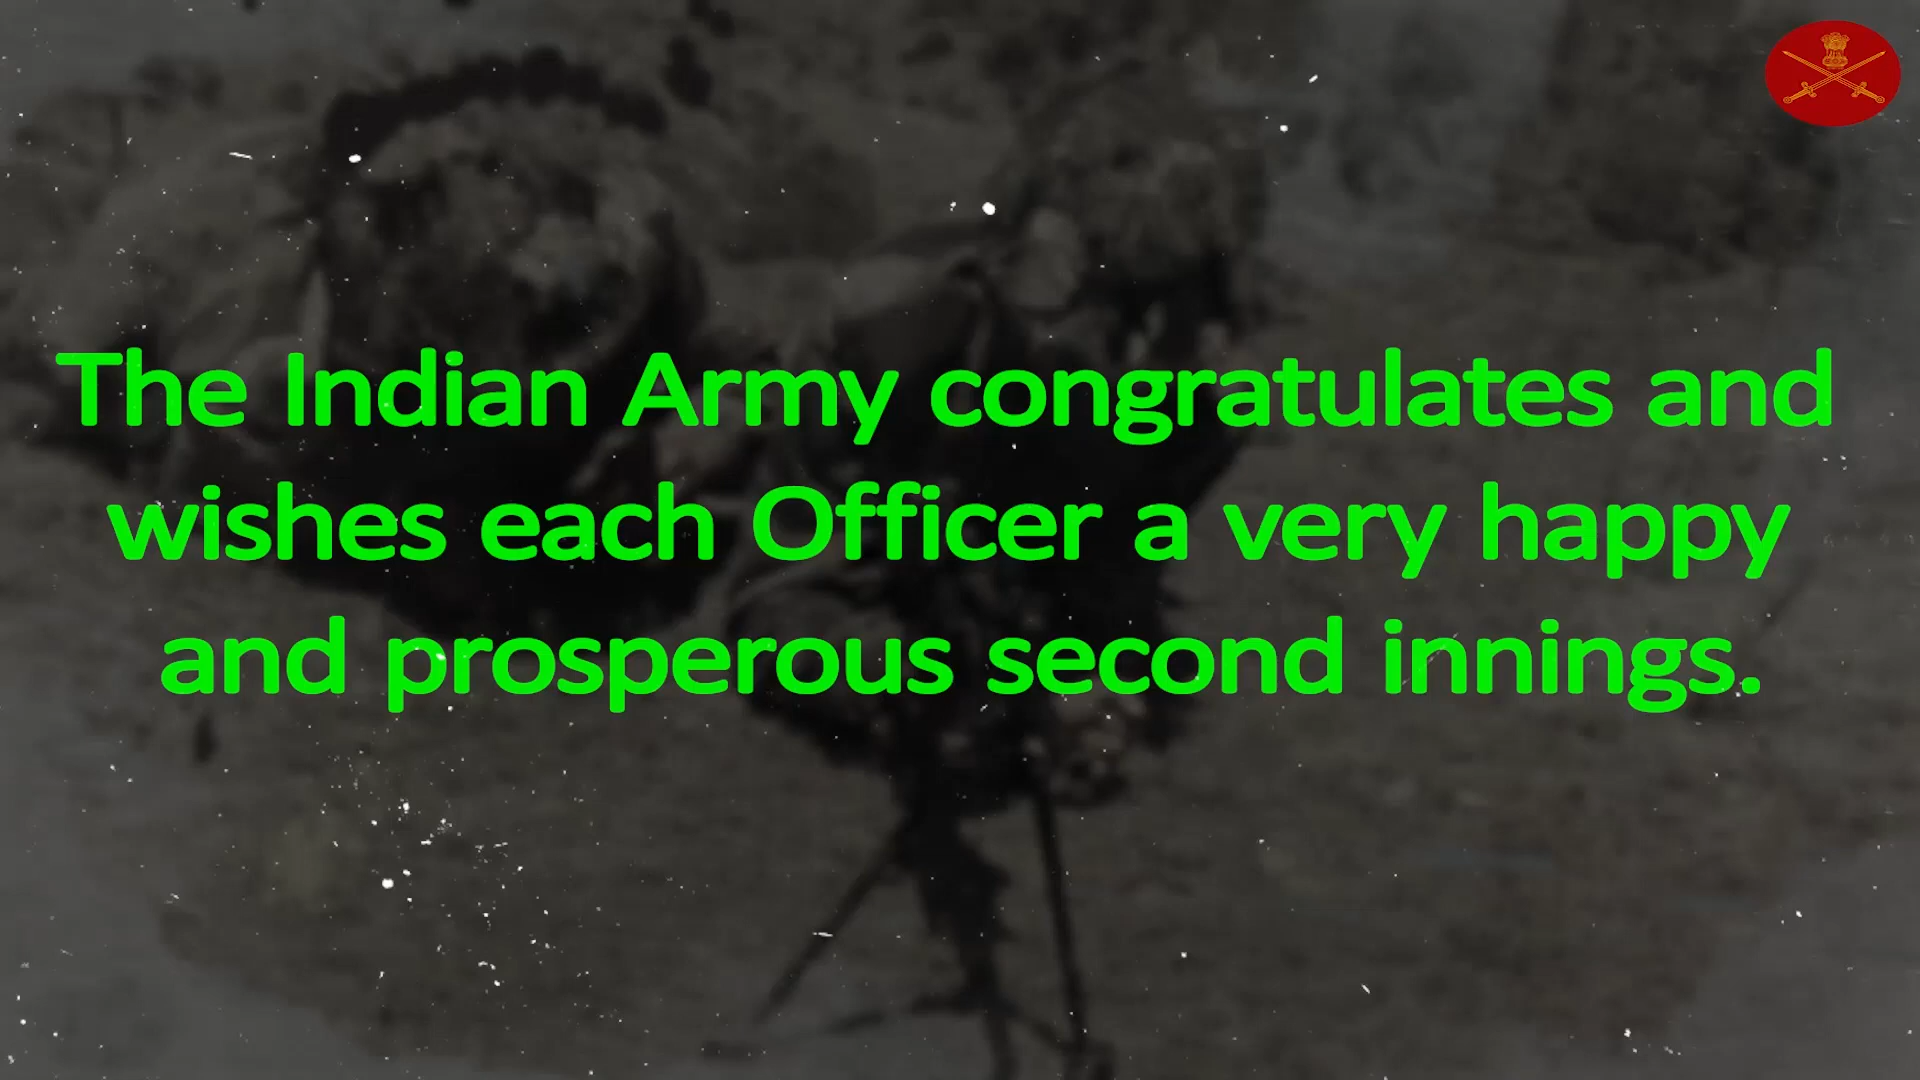 The Indian Army congratulates and
wishes each Officer a very happy
and prosperous second innings.